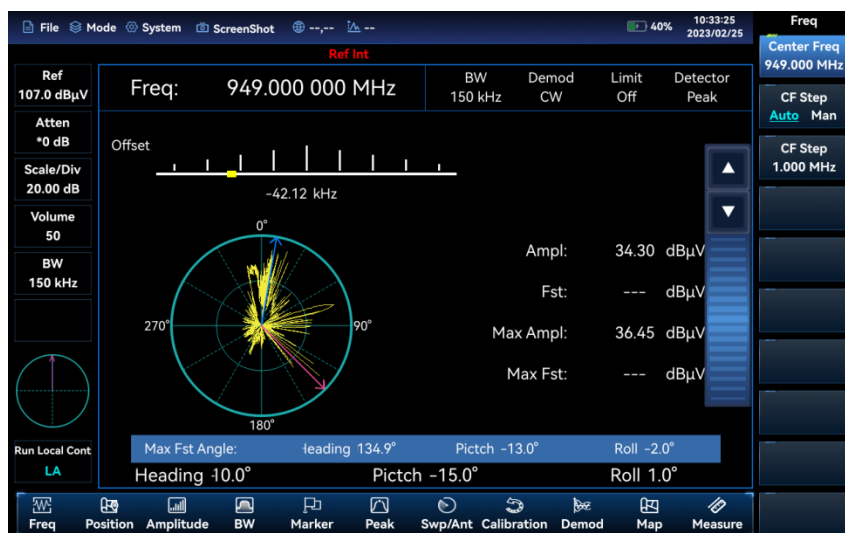 File Mode System ScreenShot --,-- -- 40% 10:33:25
2023/02/25
Freq
Ref Int
Center Freq
949.000 MHz
CF Step
Auto Man
CF Step
1.000 MHz
Ref
107.0 dBµV
Atten
*0 dB
Scale/Div
20.00 dB
Volume
50
BW
150 kHz
Run Local Cont
LA
Freq: 949.000 000 MHz
BW
150 kHz
Demod
CW
Limit
Off
Detector
Peak
Offset
-42.12 kHz
0°
270°
90°
180°
Ampl: 34.30 dBµV
Fst: --- dBµV
Max Ampl: 36.45 dBµV
Max Fst: --- dBµV
Max Fst Angle: Heading 134.9° Pictch -13.0° Roll -2.0°
Heading 10.0° Pictch -15.0° Roll 1.0°
Freq Position Amplitude BW Marker Peak Swp/Ant Calibration Demod Map Measure